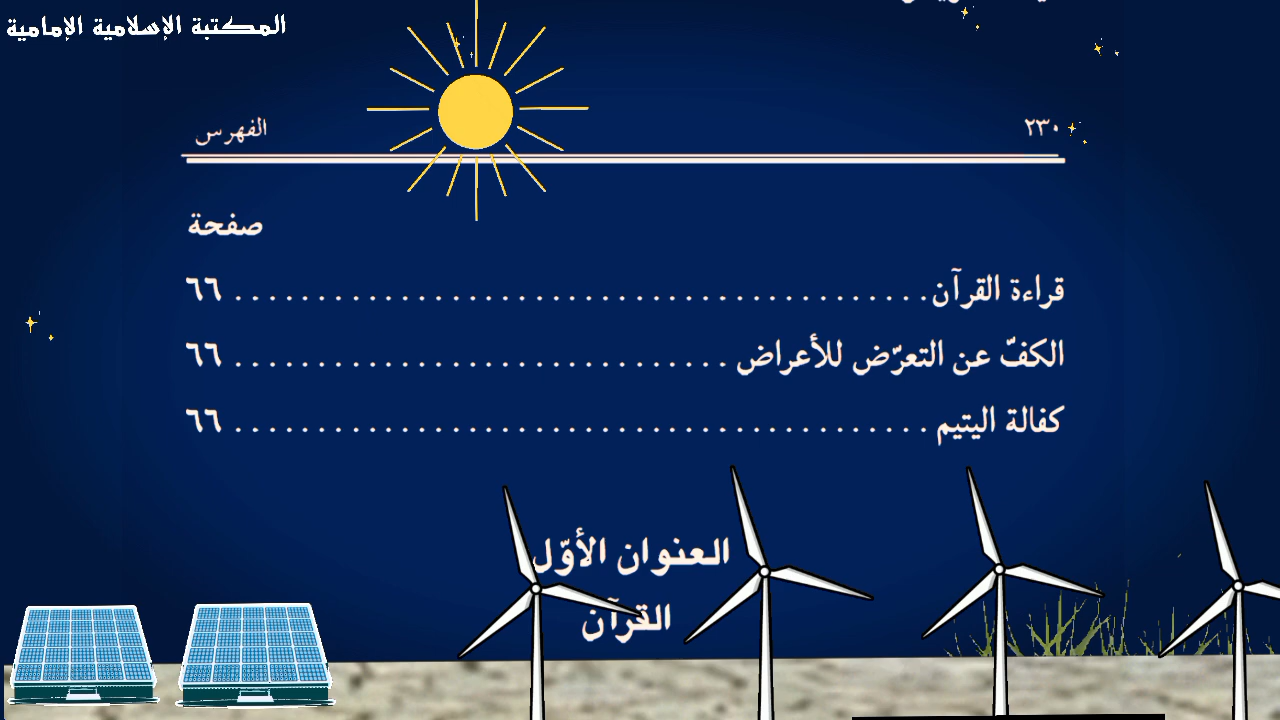 المكتبة الإسلامية الإمامية
٢٣٠ الفهرس
صفحة
قراءة القرآن ........................................ ٦٦
الكفّ عن التعرّض للأعراض ............................ ٦٦
كفالة اليتيم ........................................ ٦٦
العنوان الأوّل
القرآن